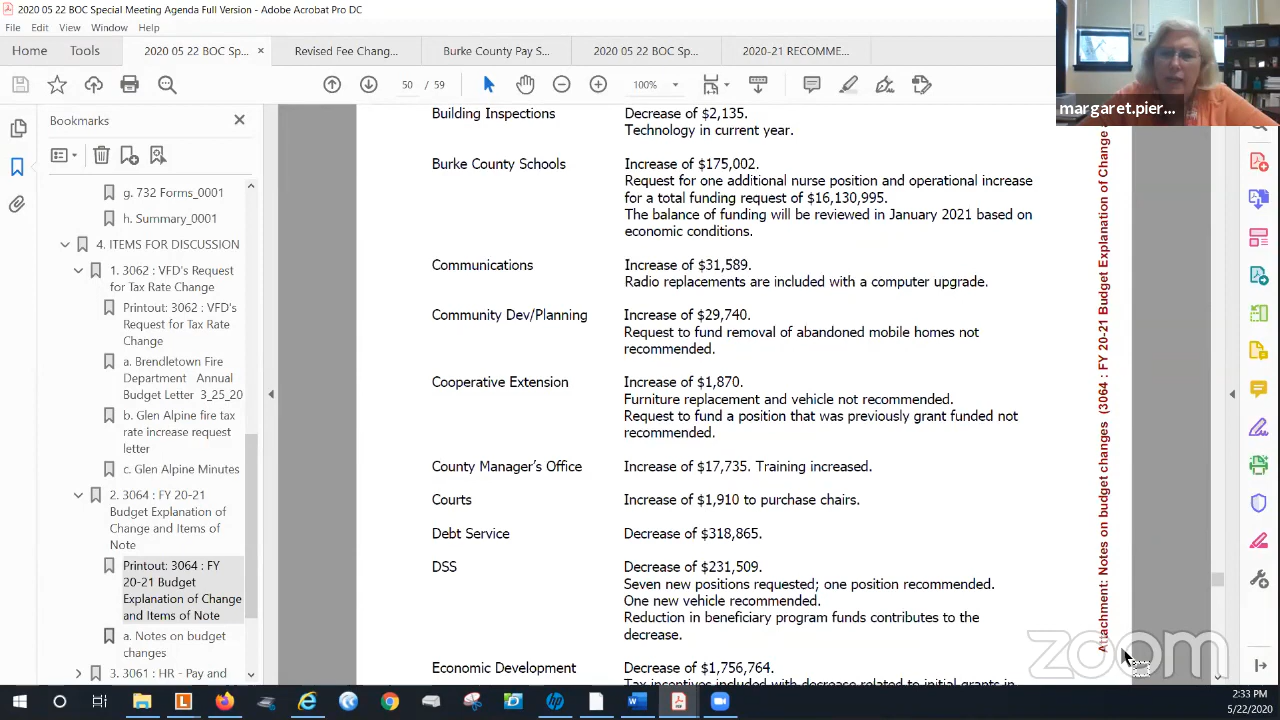 2020 05 22 BOC Special Meeting Agenda Full Version - Adobe Acrobat Pro DC
File Edit View Window Help
Home Tools 2020 05 22 BOC S... × Revised Rec rke County Pay 2020 05 22 BOC Sp... 2020-21 RECOMME...
50 59 100%
margaret.pier...
Bookmarks
g. 732 Forms_0001
h. Summary_0001
4. ITEMS FOR DISCUSSION
1. 3062 : VFD's Request
for Tax Rate Change
Printout: 3062 : VFD's
Request for Tax Rate
Change
a. Brendletown Fire
Department Annual
Budget Letter 3_25_20
b. Glen Alpine fire tax
rate increase request
letter
c. Glen Alpine Minutes
2. 3064 : FY 20-21
Budget Explanation of
Change and Items of
Note
Printout: 3064 : FY
20-21 Budget
Explanation of Change
and Items of Note
a. Notes on budget
changes
3. 3061 : HR - Pay and
Building Inspections Decrease of $2,135.
Technology in current year.
Burke County Schools Increase of $175,002.
Request for one additional nurse position and operational increase
for a total funding request of $16,130,995.
The balance of funding will be reviewed in January 2021 based on
economic conditions.
Communications Increase of $31,589.
Radio replacements are included with a computer upgrade.
Community Dev/Planning Increase of $29,740.
Request to fund removal of abandoned mobile homes not
recommended.
Cooperative Extension Increase of $1,870.
Furniture replacement and vehicle not recommended.
Request to fund a position that was previously grant funded not
recommended.
County Manager's Office Increase of $17,735. Training increased.
Courts Increase of $1,910 to purchase chairs.
Debt Service Decrease of $318,865.
DSS Decrease of $231,509.
Seven new positions requested; one position recommended.
One new vehicle recommended.
Reduction in beneficiary program funds contributes to the
decrease.
Economic Development Decrease of $1,756,764.
Tax incentives included with decrease related to initial grants in
Attachment: Notes on budget changes (3064 : FY 20-21 Budget Explanation of Change
zoom
2:33 PM
5/22/2020